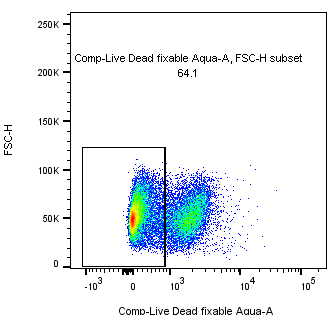 250K
Comp-Live Dead fixable Aqua-A, FSC-H subset
64.1
200K
150K
FSC-H
100K
50K
0
-10³ 0 10³ 10⁴ 10⁵
Comp-Live Dead fixable Aqua-A